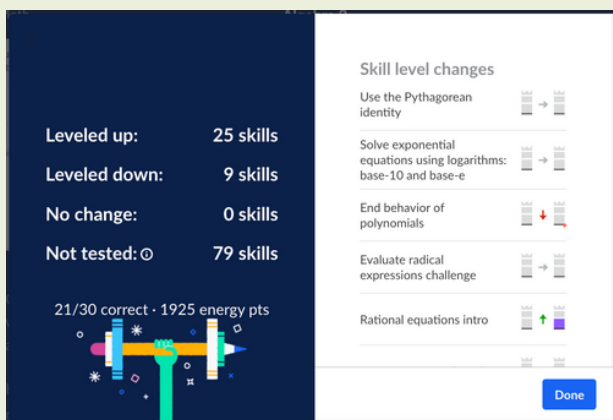 Leveled up: 25 skills
Leveled down: 9 skills
No change: 0 skills
Not tested: 79 skills
21/30 correct · 1925 energy pts
Skill level changes
Use the Pythagorean
identity
Solve exponential
equations using logarithms:
base-10 and base-e
End behavior of
polynomials
Evaluate radical
expressions challenge
Rational equations intro
Done